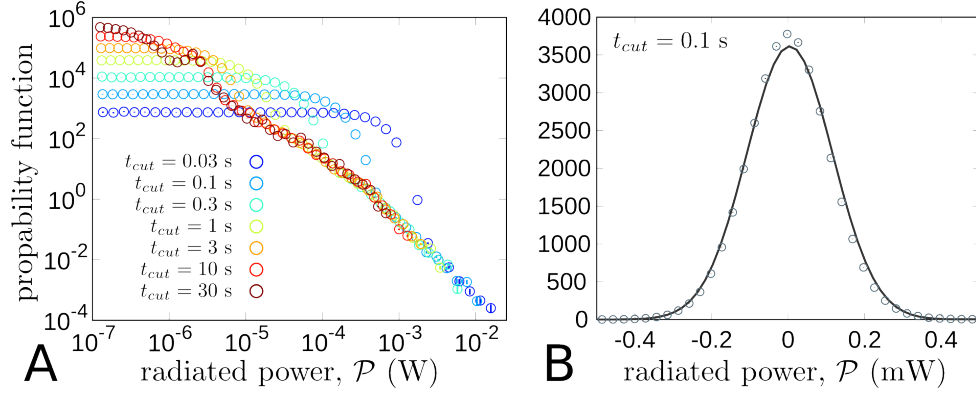 10^6
10^4
10^2
10^0
10^-2
10^-4
propability function
t_cut = 0.03 s
t_cut = 0.1 s
t_cut = 0.3 s
t_cut = 1 s
t_cut = 3 s
t_cut = 10 s
t_cut = 30 s
10^-7 10^-6 10^-5 10^-4 10^-3 10^-2
A radiated power, 𝒫 (W)
t_cut = 0.1 s
4000
3500
3000
2500
2000
1500
1000
500
0
-0.4 -0.2 0 0.2 0.4
B radiated power, 𝒫 (mW)